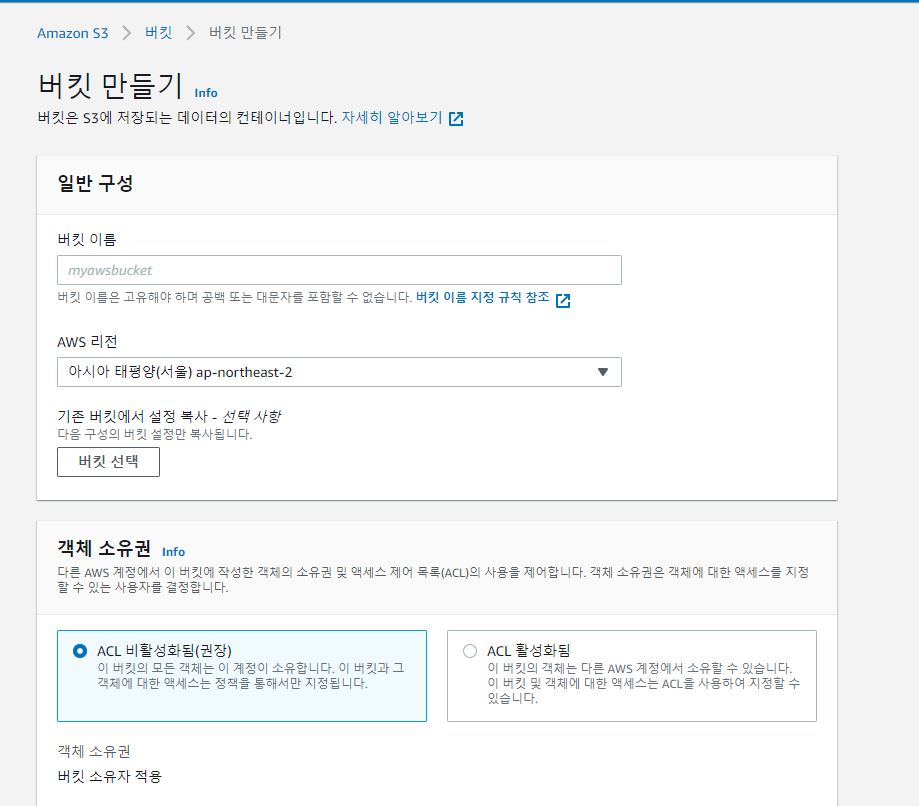 Amazon S3 > 버킷 > 버킷 만들기
버킷 만들기 Info
버킷은 S3에 저장되는 데이터의 컨테이너입니다. 자세히 알아보기
일반 구성
버킷 이름
myawsbucket
버킷 이름은 고유해야 하며 공백 또는 대문자를 포함할 수 없습니다. 버킷 이름 지정 규칙 참조
AWS 리전
아시아 태평양(서울) ap-northeast-2
기존 버킷에서 설정 복사 - 선택 사항
다음 구성의 버킷 설정만 복사됩니다.
버킷 선택
객체 소유권 Info
다른 AWS 계정에서 이 버킷에 작성한 객체의 소유권 및 액세스 제어 목록(ACL)의 사용을 제어합니다. 객체 소유권은 객체에 대한 액세스를 지정
할 수 있는 사용자를 결정합니다.
ACL 비활성화됨(권장)
이 버킷의 모든 객체는 이 계정이 소유합니다. 이 버킷과 그
객체에 대한 액세스는 정책을 통해서만 지정됩니다.
ACL 활성화됨
이 버킷의 객체는 다른 AWS 계정에서 소유할 수 있습니다.
이 버킷 및 객체에 대한 액세스는 ACL을 사용하여 지정할 수
있습니다.
객체 소유권
버킷 소유자 적용